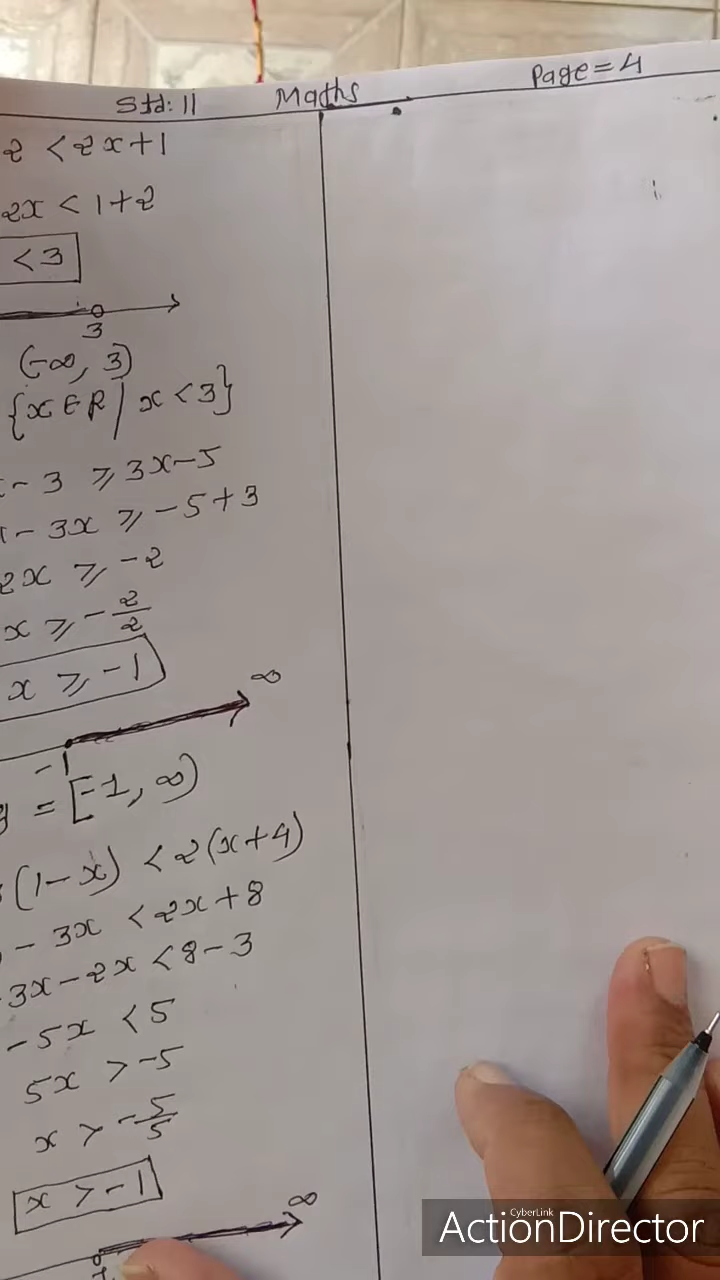 Std: 11 Maths Page = 4
2 < 2x+1
2x < 1+2
< 3
3
(-∞, 3)
{x ∈ R / x < 3}
- 3 ⩾ 3x-5
- 3x ⩾ -5+3
2x ⩾ -2
x ⩾ -2/2
x ⩾ -1
∞
-1
= [-1, ∞)
(1-x) < 2(x+4)
- 3x < 2x+8
3x-2x < 8-3
-5x < 5
5x > -5
x > -5/5
x > -1
∞
CyberLink
ActionDirector